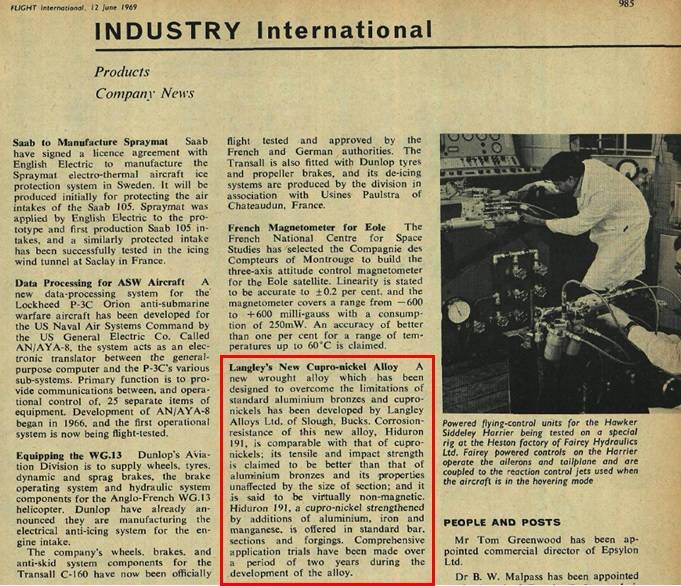 FLIGHT International, 12 June 1969
985
INDUSTRY International
Products
Company News
Saab to Manufacture Spraymat Saab
have signed a licence agreement with
English Electric to manufacture the
Spraymat electro-thermal aircraft ice
protection system in Sweden. It will be
produced initially for protecting the air
intakes of the Saab 105. Spraymat was
applied by English Electric to the pro-
totype and first production Saab 105 in-
takes, and a similarly protected intake
has been successfully tested in the icing
wind tunnel at Saclay in France.
Data Processing for ASW Aircraft A
new data-processing system for the
Lockheed P-3C Orion anti-submarine
warfare aircraft has been developed for
the US Naval Air Systems Command by
the US General Electric Co. Called
AN/AYA-8, the system acts as an elec-
tronic translator between the general-
purpose computer and the P-3C's various
sub-systems. Primary function is to pro-
vide communications between, and opera-
tional control of, 25 separate items of
equipment. Development of AN/AYA-8
began in 1966, and the first operational
system is now being flight-tested.
Equipping the WG.13 Dunlop's Avia-
tion Division is to supply wheels, tyres,
dynamic and sprag brakes, the brake
operating system and hydraulic system
components for the Anglo-French WG.13
helicopter. Dunlop have already an-
nounced they are manufacturing the
electrical anti-icing system for the en-
gine intake.
The company's wheels, brakes, and
anti-skid system components for the
Transall C-160 have now been officially
flight tested and approved by the
French and German authorities. The
Transall is also fitted with Dunlop tyres
and propeller brakes, and its de-icing
systems are produced by the division in
association with Usines Paulstra of
Chateaudun, France.
French Magnetometer for Eole The
French National Centre for Space
Studies has selected the Compagnie des
Compteurs of Montrouge to build the
three-axis attitude control magnetometer
for the Eole satellite. Linearity is stated
to be accurate to ±0.2 per cent, and the
magnetometer covers a range from −600
to +600 milli-gauss with a consump-
tion of 250mW. An accuracy of better
than one per cent for a range of tem-
peratures up to 60°C is claimed.
Langley's New Cupro-nickel Alloy A
new wrought alloy which has been
designed to overcome the limitations of
standard aluminium bronzes and cupro-
nickels has been developed by Langley
Alloys Ltd, of Slough, Bucks. Corrosion-
resistance of this new alloy, Hiduron
191, is comparable with that of cupro-
nickels; its tensile and impact strength
is claimed to be better than that of
aluminium bronzes and its properties
unaffected by the size of section; and it
is said to be virtually non-magnetic.
Hiduron 191, a cupro-nickel strengthened
by additions of aluminium, iron and
manganese, is offered in standard bar,
sections and forgings. Comprehensive
application trials have been made over
a period of two years during the
development of the alloy.
Powered flying-control units for the Hawker
Siddeley Harrier being tested on a special
rig at the Heston factory of Fairey Hydraulics
Ltd. Fairey powered controls on the Harrier
operate the ailerons and tailplane and are
coupled to the reaction control jets used when
the aircraft is in the hovering mode
PEOPLE AND POSTS
Mr Tom Greenwood has been ap-
pointed commercial director of Epsylon
Ltd.
Dr B. W. Malpass has been appointed